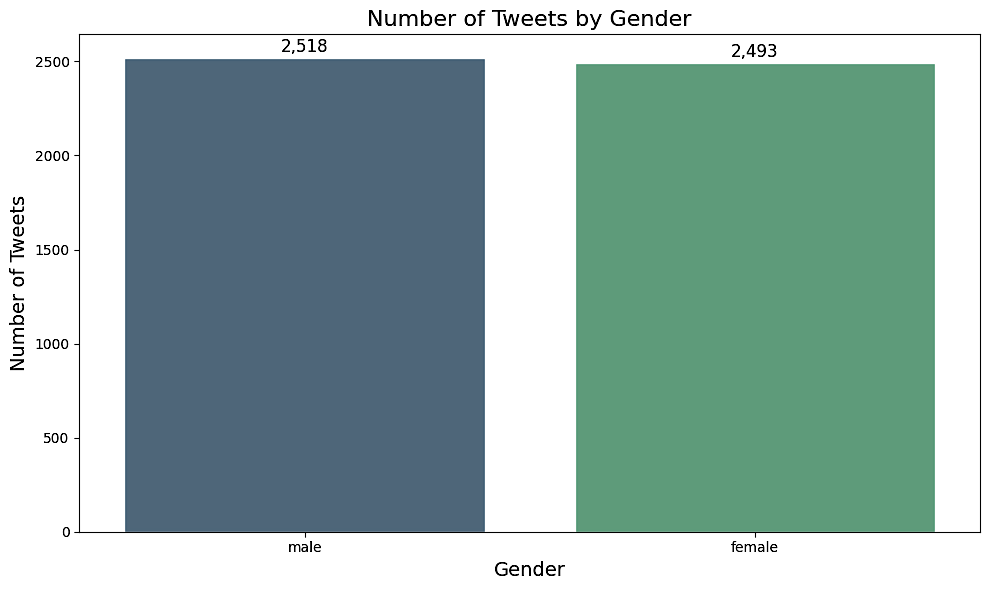 Number of Tweets by Gender
2,518
2,493
Number of Tweets
2500
2000
1500
1000
500
0
male
female
Gender